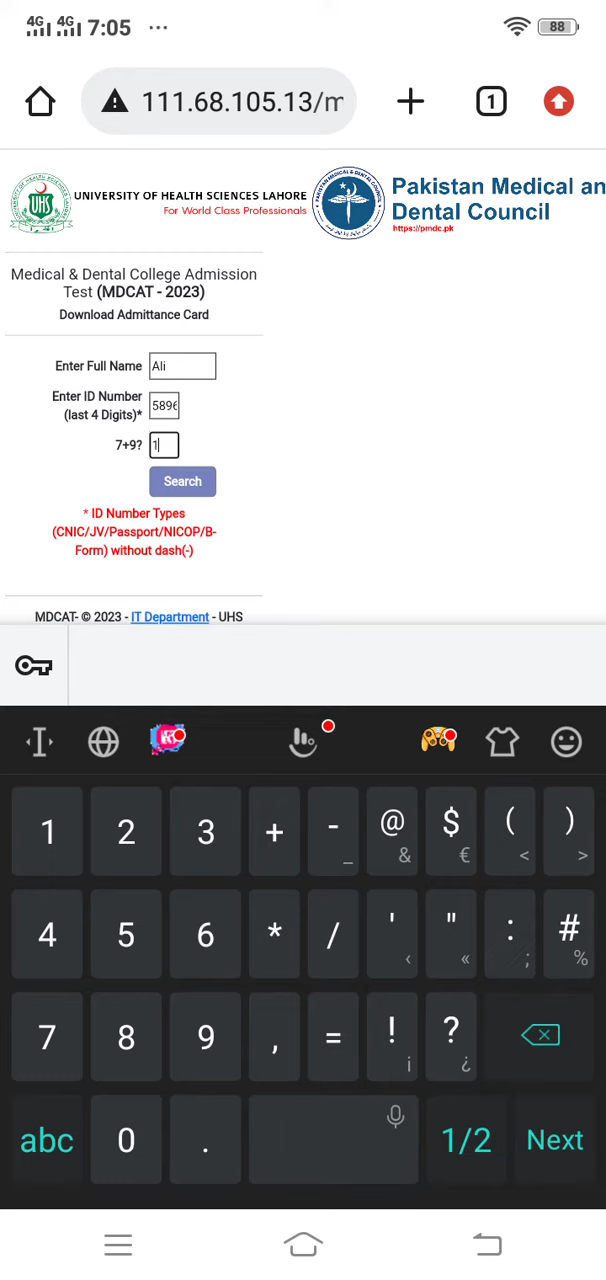 4G 4G 7:05 ... 88
111.68.105.13/m
1
UNIVERSITY OF HEALTH SCIENCES LAHORE
For World Class Professionals
Pakistan Medical an
Dental Council
https://pmdc.pk
UHS
Medical & Dental College Admission
Test (MDCAT - 2023)
Download Admittance Card
Enter Full Name Ali
Enter ID Number
(last 4 Digits)* 5896
7+9? 1
Search
* ID Number Types
(CNIC/JV/Passport/NICOP/B-
Form) without dash(-)
MDCAT- © 2023 - IT Department - UHS
1 2 3 + - _ @ & $ € ( < ) >
4 5 6 * / ' ‹ " « : ; # %
7 8 9 , = ! ¡ ? ¿
abc 0 . 1/2 Next